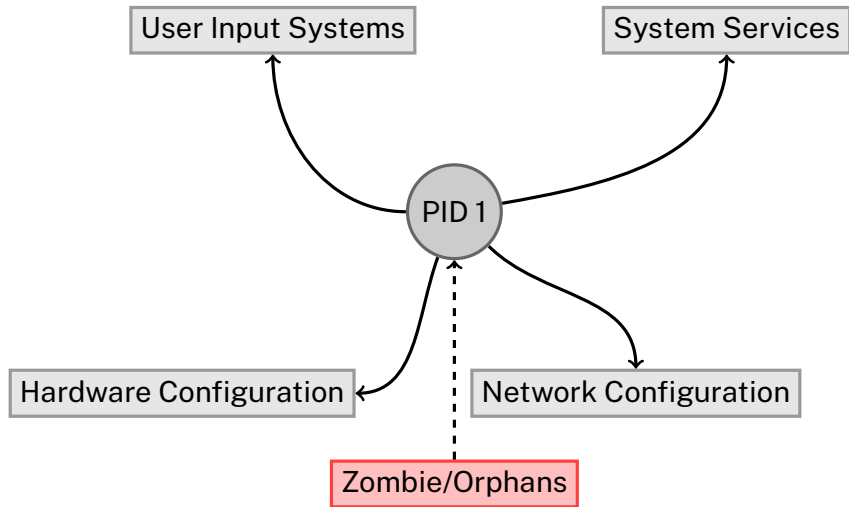 User Input Systems
System Services
PID 1
Hardware Configuration
Network Configuration
Zombie/Orphans